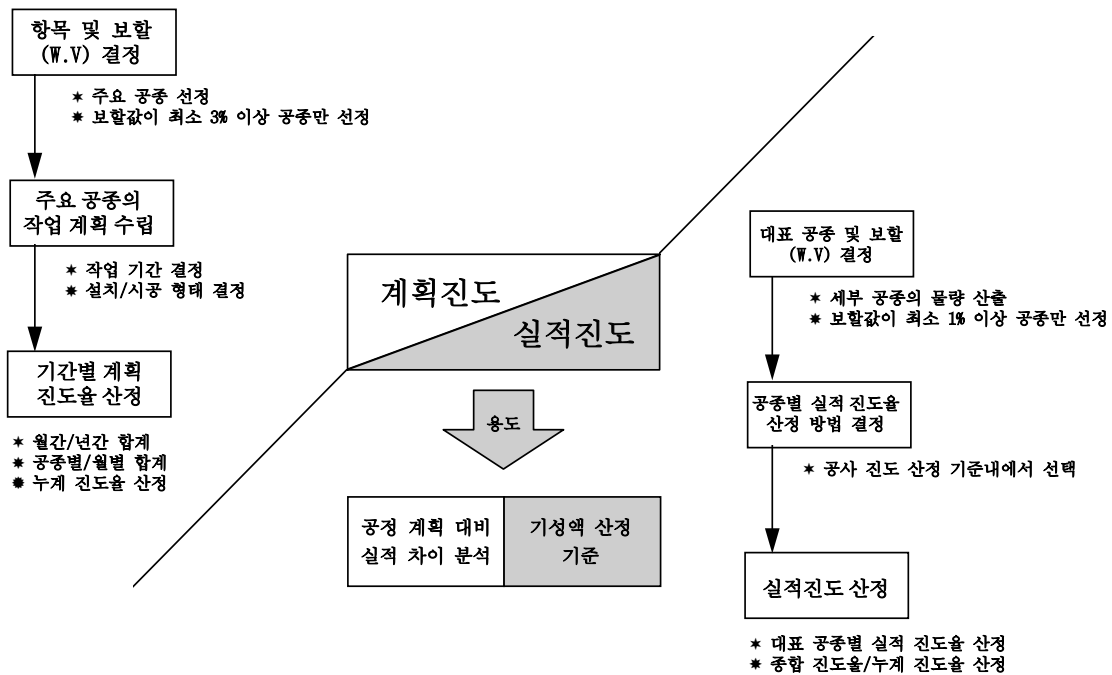 항목 및 보할
(W.V) 결정
* 주요 공종 선정
* 보할값이 최소 3% 이상 공종만 선정
주요 공종의
작업 계획 수립
* 작업 기간 결정
* 설치/시공 형태 결정
기간별 계획
진도율 산정
* 월간/년간 합계
* 공종별/월별 합계
* 누계 진도율 산정
계획진도
실적진도
용도
공정 계획 대비
실적 차이 분석
기성액 산정
기준
대표 공종 및 보할
(W.V) 결정
* 세부 공종의 물량 산출
* 보할값이 최소 1% 이상 공종만 선정
공종별 실적 진도율
산정 방법 결정
* 공사 진도 산정 기준내에서 선택
실적진도 산정
* 대표 공종별 실적 진도율 산정
* 종합 진도율/누계 진도율 산정